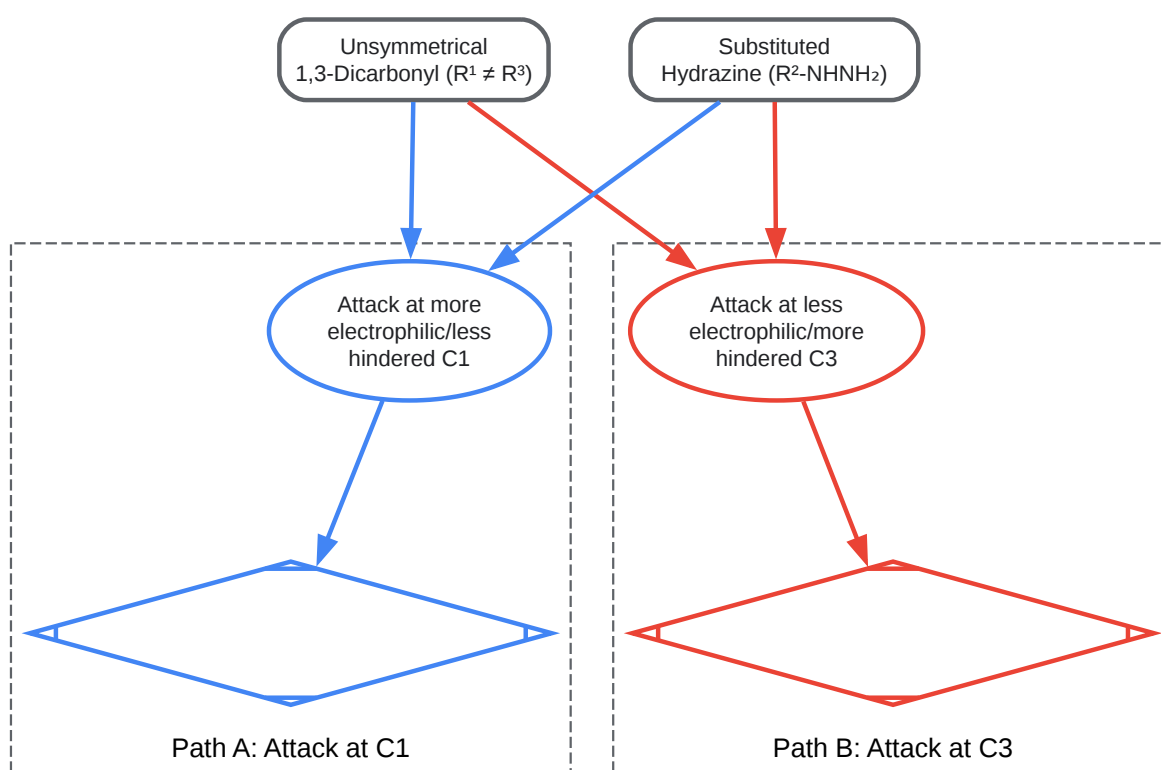 Unsymmetrical
1,3-Dicarbonyl (R¹ ≠ R³)
Substituted
Hydrazine (R²-NHNH₂)
Attack at more
electrophilic/less
hindered C1
Attack at less
electrophilic/more
hindered C3
Path A: Attack at C1
Path B: Attack at C3